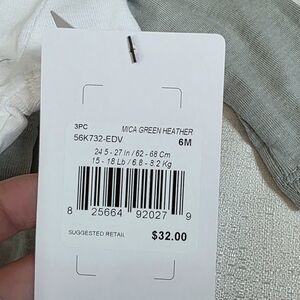 3PC MICA GREEN HEATHER
56K732-EDV 6M
24 5 - 27 In / 62 - 68 Cm
15 - 18 Lb / 6.8 - 8.2 Kg
8 25664 92027 9
SUGGESTED RETAIL $32.00